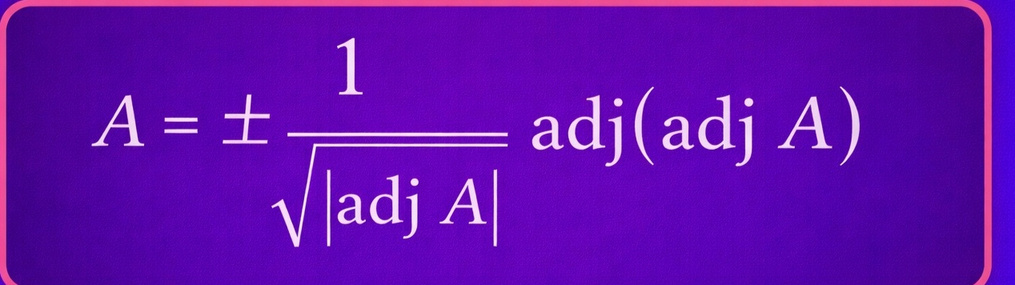 A = ± 1/√|adj A| adj(adj A)